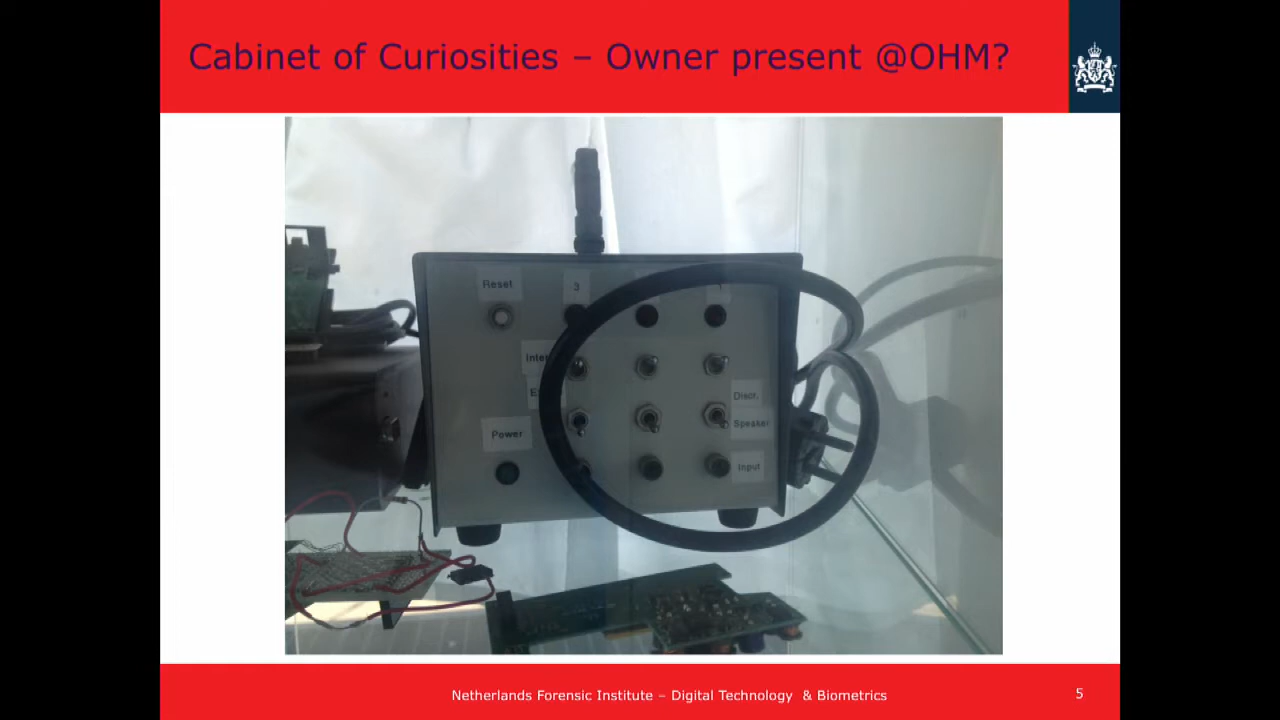 Cabinet of Curiosities – Owner present @OHM?
Reset
3
1
Power
Discr.
Speaker
Input
Netherlands Forensic Institute – Digital Technology & Biometrics
5